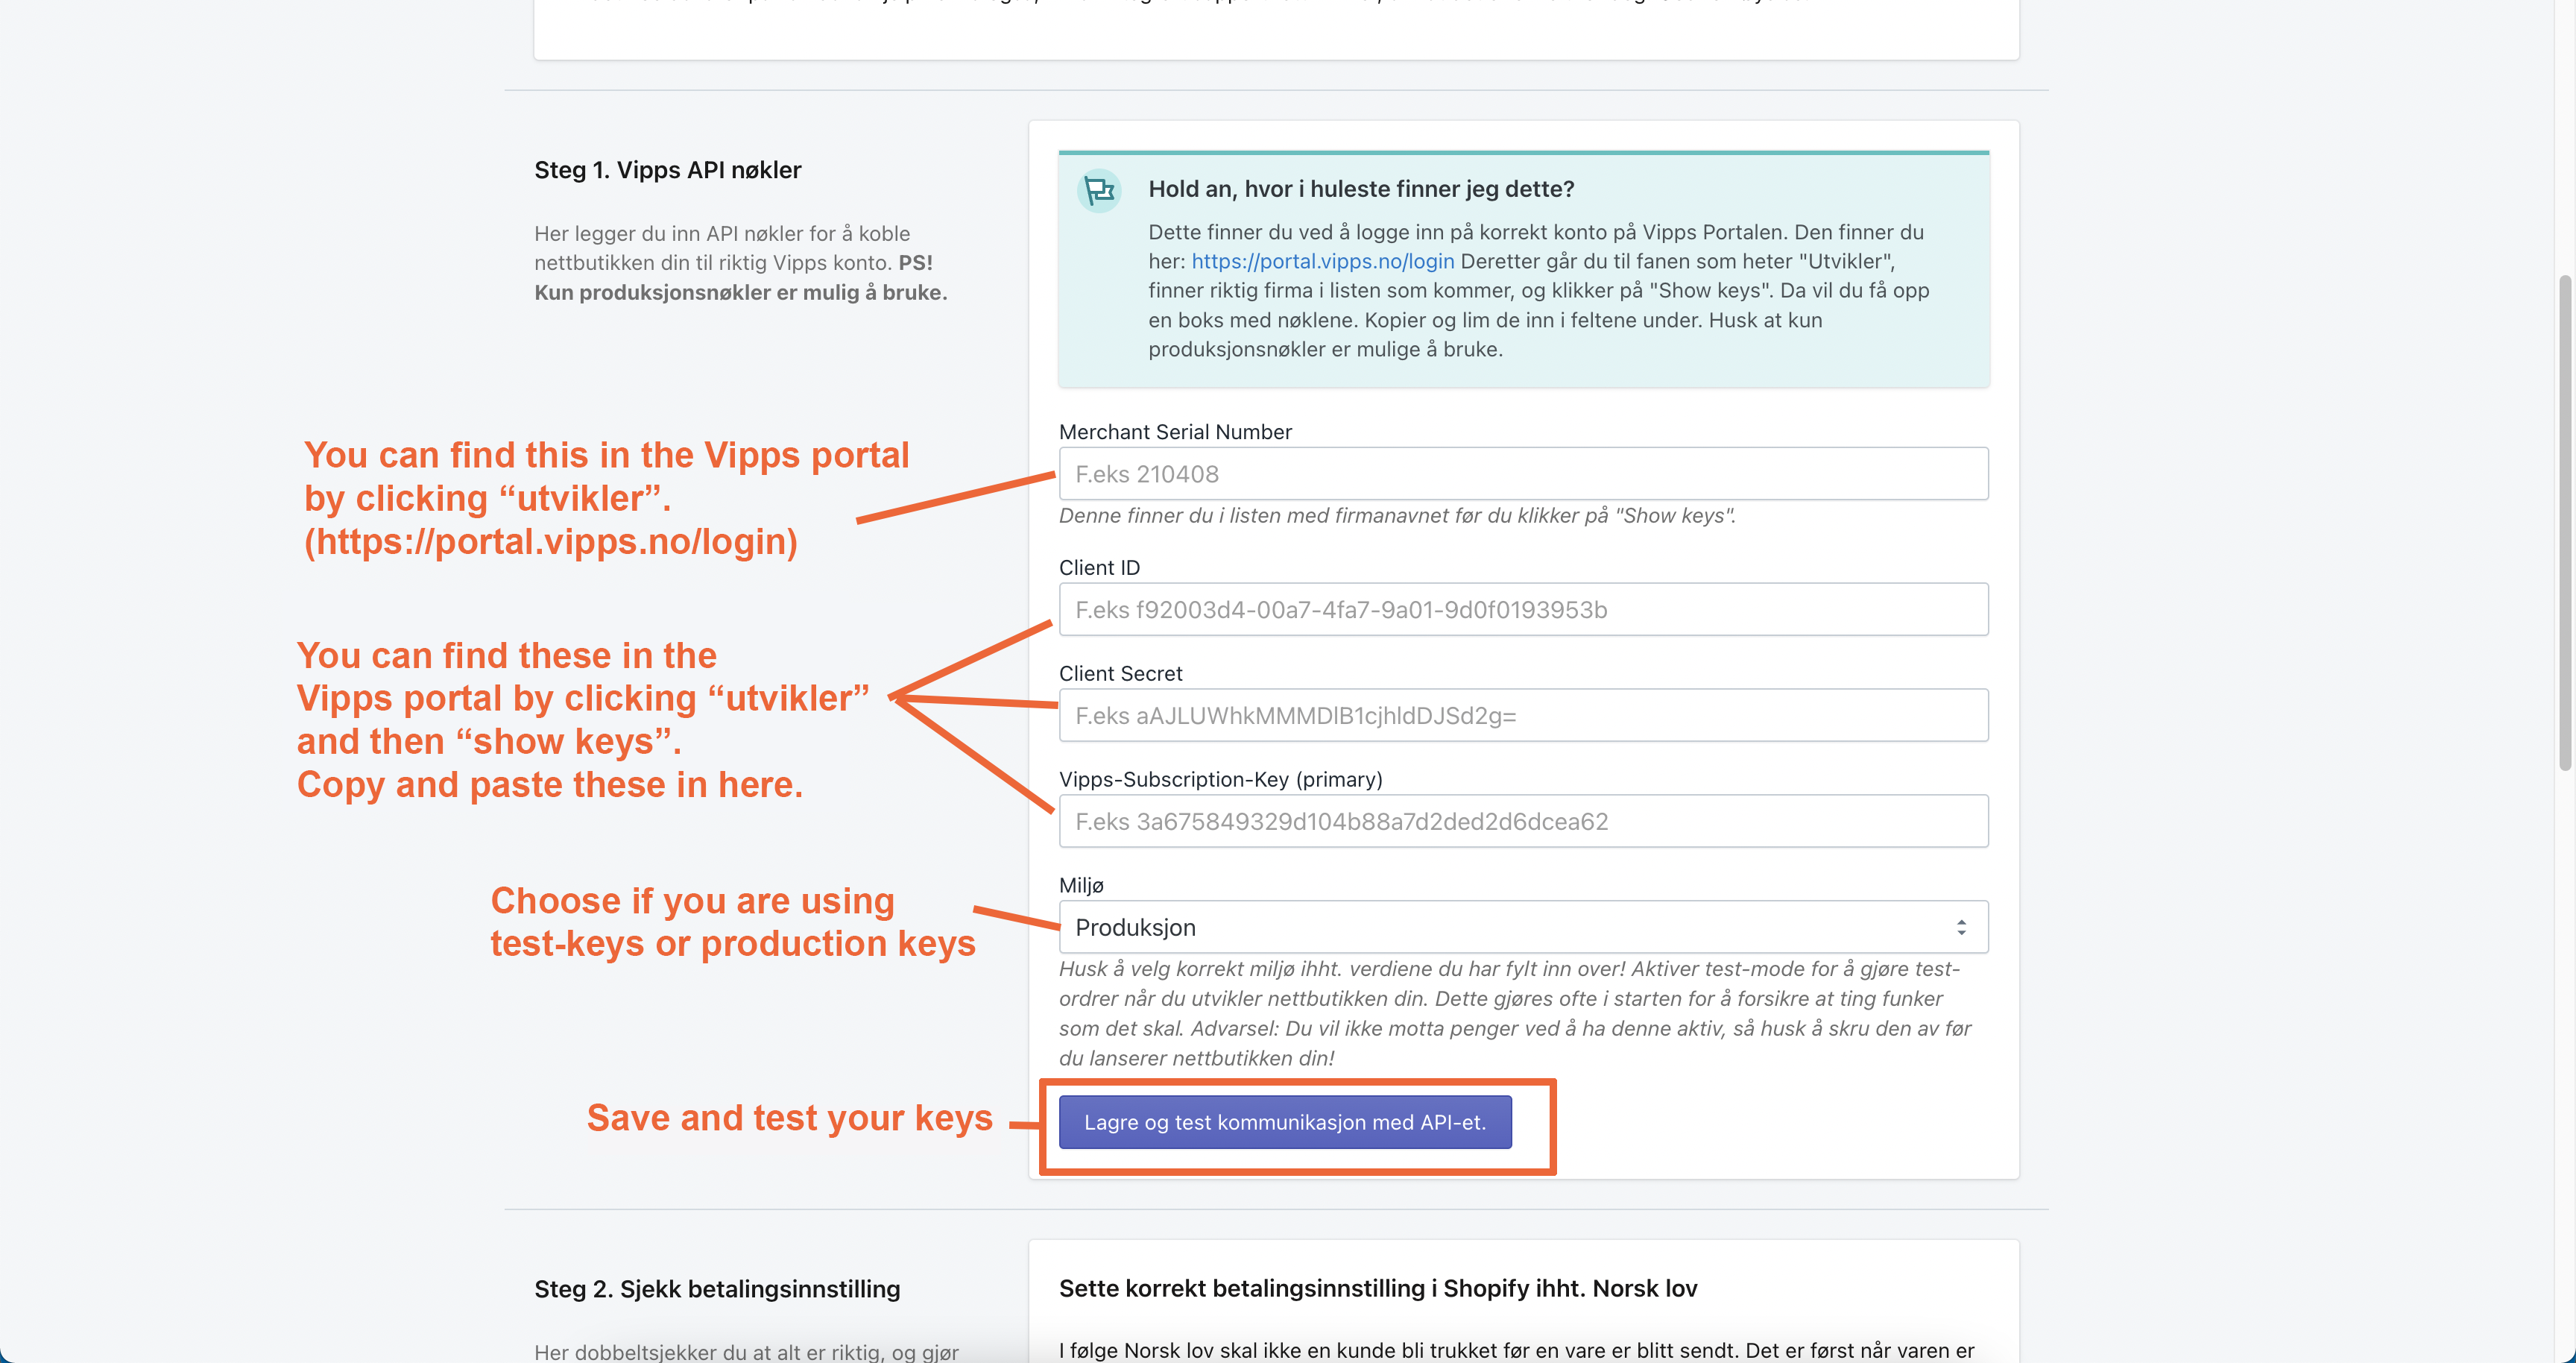 Steg 1. Vipps API nøkler
Her legger du inn API nøkler for å koble
nettbutikken din til riktig Vipps konto. PS!
Kun produksjonsnøkler er mulig å bruke.
Hold an, hvor i huleste finner jeg dette?
Dette finner du ved å logge inn på korrekt konto på Vipps Portalen. Den finner du
her: https://portal.vipps.no/login Deretter går du til fanen som heter "Utvikler",
finner riktig firma i listen som kommer, og klikker på "Show keys". Da vil du få opp
en boks med nøklene. Kopier og lim de inn i feltene under. Husk at kun
produksjonsnøkler er mulige å bruke.
You can find this in the Vipps portal
by clicking “utvikler”.
(https://portal.vipps.no/login)
Merchant Serial Number
F.eks 210408
Denne finner du i listen med firmanavnet før du klikker på "Show keys".
You can find these in the
Vipps portal by clicking “utvikler”
and then “show keys”.
Copy and paste these in here.
Client ID
F.eks f92003d4-00a7-4fa7-9a01-9d0f0193953b
Client Secret
F.eks aAJLUWhkMMMDlB1cjhldDJSd2g=
Vipps-Subscription-Key (primary)
F.eks 3a675849329d104b88a7d2ded2d6dcea62
Choose if you are using
test-keys or production keys
Miljø
Produksjon
Husk å velg korrekt miljø ihht. verdiene du har fylt inn over! Aktiver test-mode for å gjøre test-
ordrer når du utvikler nettbutikken din. Dette gjøres ofte i starten for å forsikre at ting funker
som det skal. Advarsel: Du vil ikke motta penger ved å ha denne aktiv, så husk å skru den av før
du lanserer nettbutikken din!
Save and test your keys
Lagre og test kommunikasjon med API-et.
Steg 2. Sjekk betalingsinnstilling
Her dobbeltsjekker du at alt er riktig, og gjør
Sette korrekt betalingsinnstilling i Shopify ihht. Norsk lov
I følge Norsk lov skal ikke en kunde bli trukket før en vare er blitt sendt. Det er først når varen er